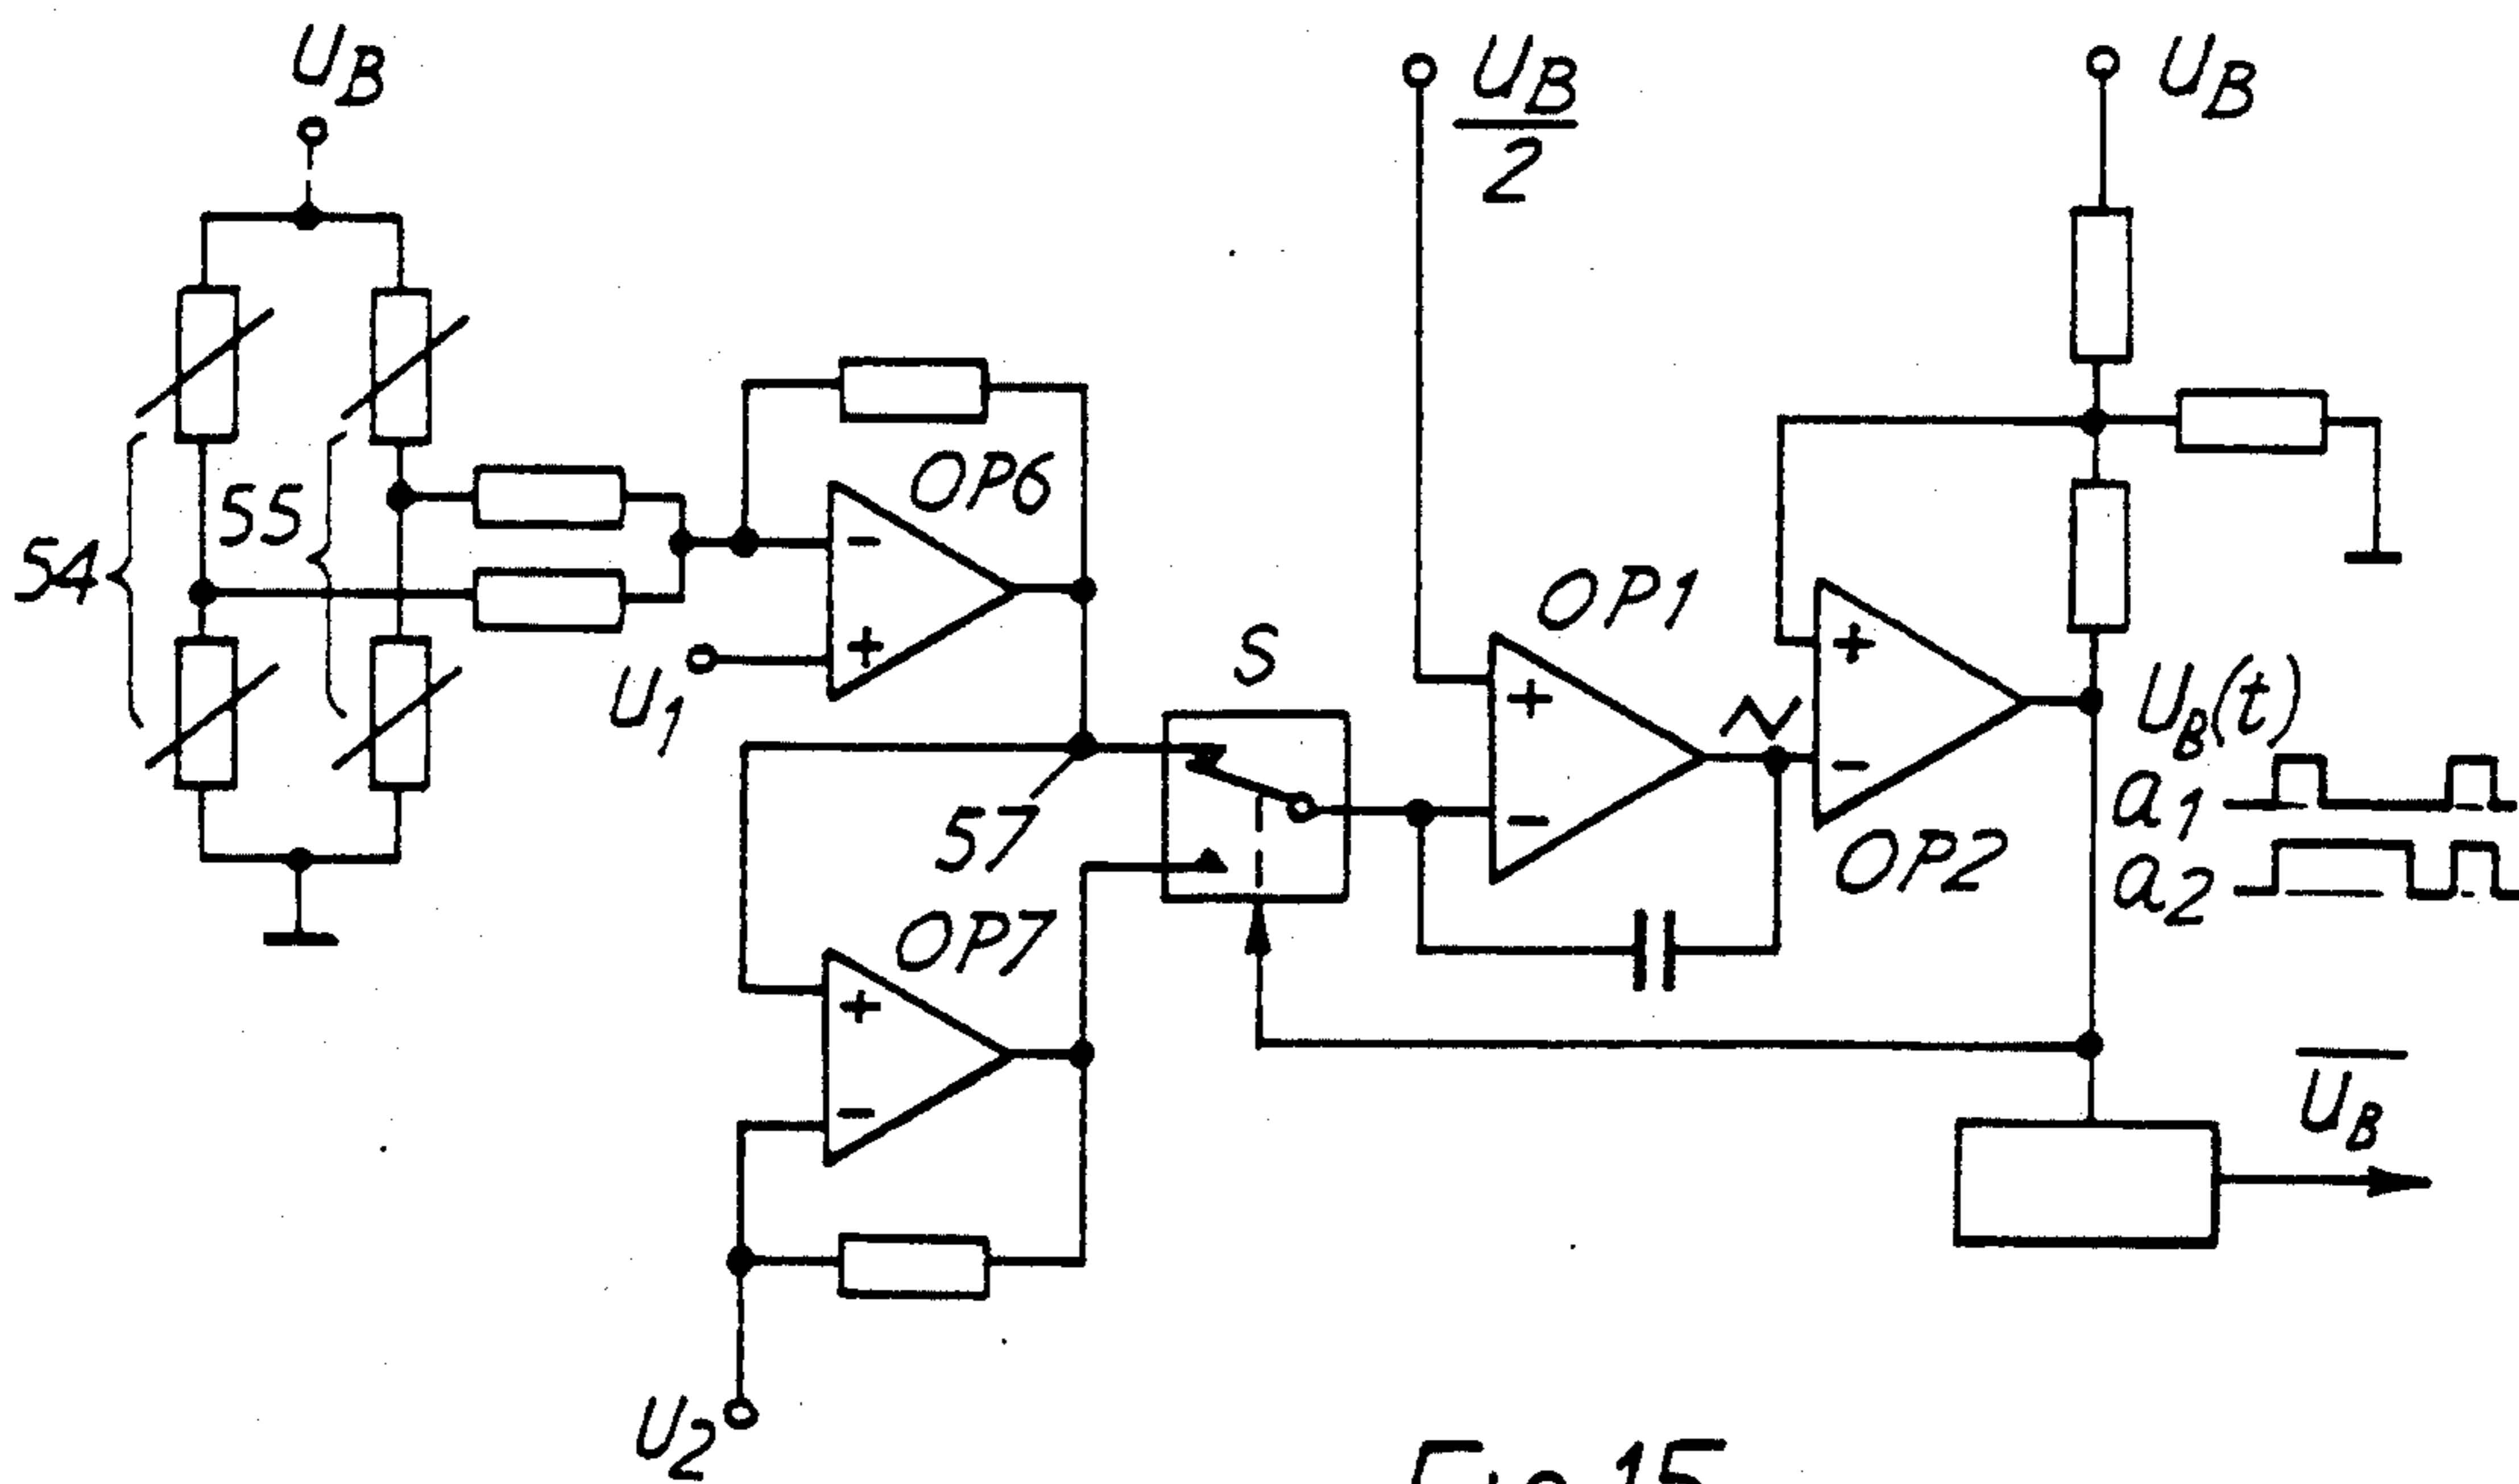 U_B
U_B/2
U_B
54
55
OP6
-
+
U_1
S
OP1
+
-
N
+
-
OP2
U_B(t)
a_1
a_2
57
OP7
+
-
U_B
U_2